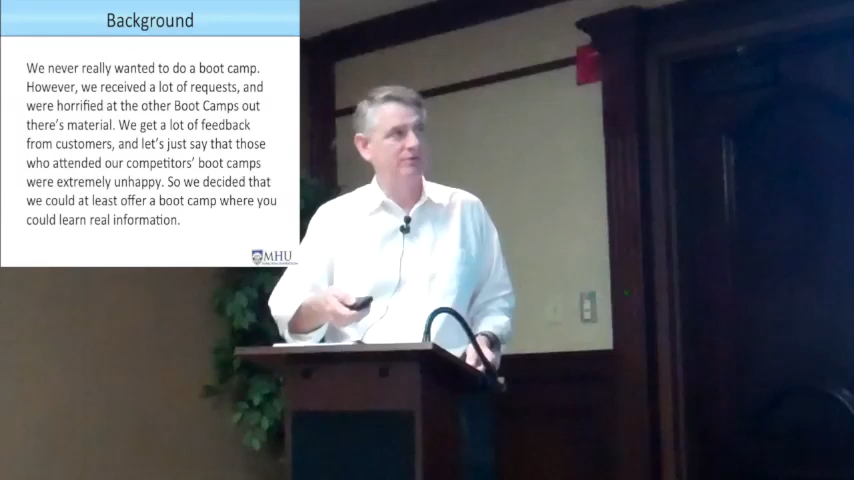 Background
We never really wanted to do a boot camp.
However, we received a lot of requests, and
were horrified at the other Boot Camps out
there's material. We get a lot of feedback
from customers, and let's just say that those
who attended our competitors' boot camps
were extremely unhappy. So we decided that
we could at least offer a boot camp where you
could learn real information.
MHU